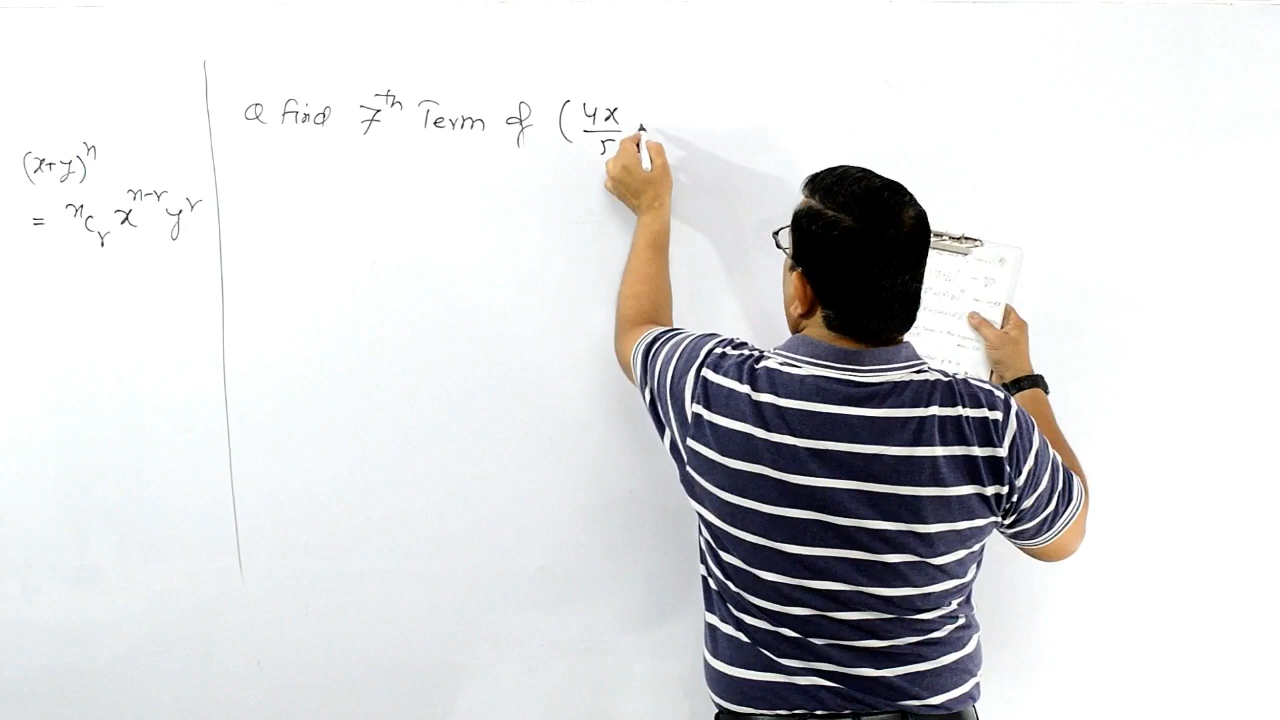 (x+y)^n
= ⁿCᵣ x^(n-r) y^r
Q find 7th Term of (4x/5